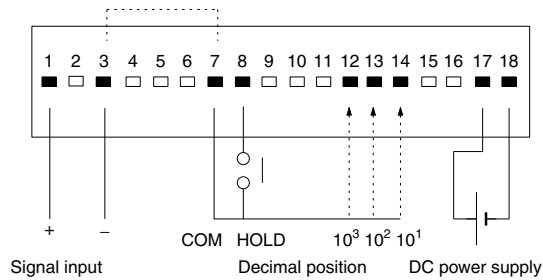 1 2 3 4 5 6 7 8 9 10 11 12 13 14 15 16 17 18
+ −
COM HOLD 10³ 10² 10¹
Signal input Decimal position DC power supply